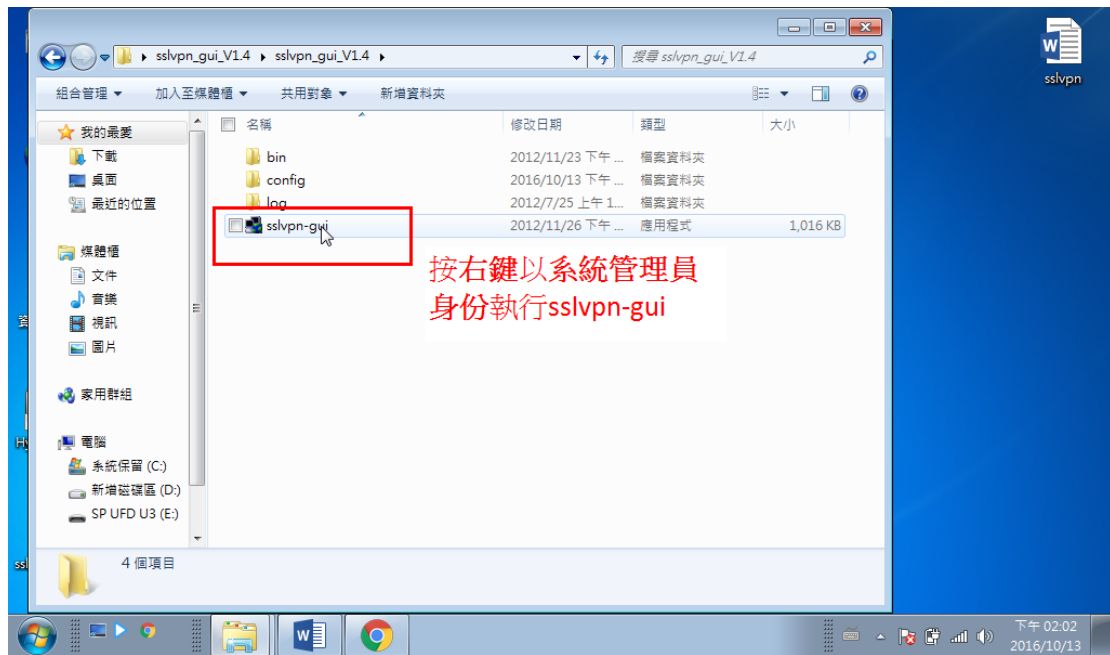 sslvpn_gui_V1.4 ▸ sslvpn_gui_V1.4 ▸
搜尋 sslvpn_gui_V1.4
sslvpn
組合管理 加入至媒體櫃 共用對象 新增資料夾
名稱 修改日期 類型 大小
我的最愛
下載
桌面
最近的位置
媒體櫃
文件
音樂
視訊
圖片
家用群組
電腦
系統保留 (C:)
新增磁碟區 (D:)
SP UFD U3 (E:)
bin 2012/11/23 下午 ... 檔案資料夾
config 2016/10/13 下午 ... 檔案資料夾
log 2012/7/25 上午 1... 檔案資料夾
sslvpn-gui 2012/11/26 下午 ... 應用程式 1,016 KB
按右鍵以系統管理員
身份執行sslvpn-gui
4 個項目
下午 02:02
2016/10/13